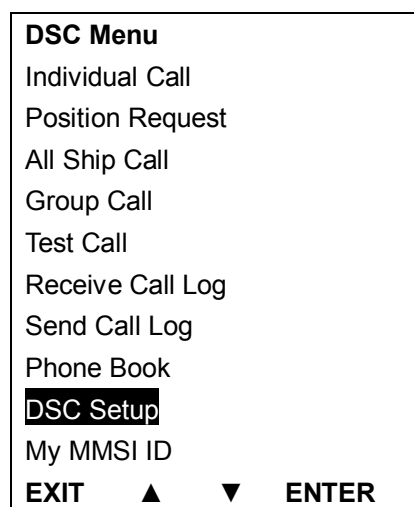 DSC Menu
Individual Call
Position Request
All Ship Call
Group Call
Test Call
Receive Call Log
Send Call Log
Phone Book
DSC Setup
My MMSI ID
EXIT ▲ ▼ ENTER